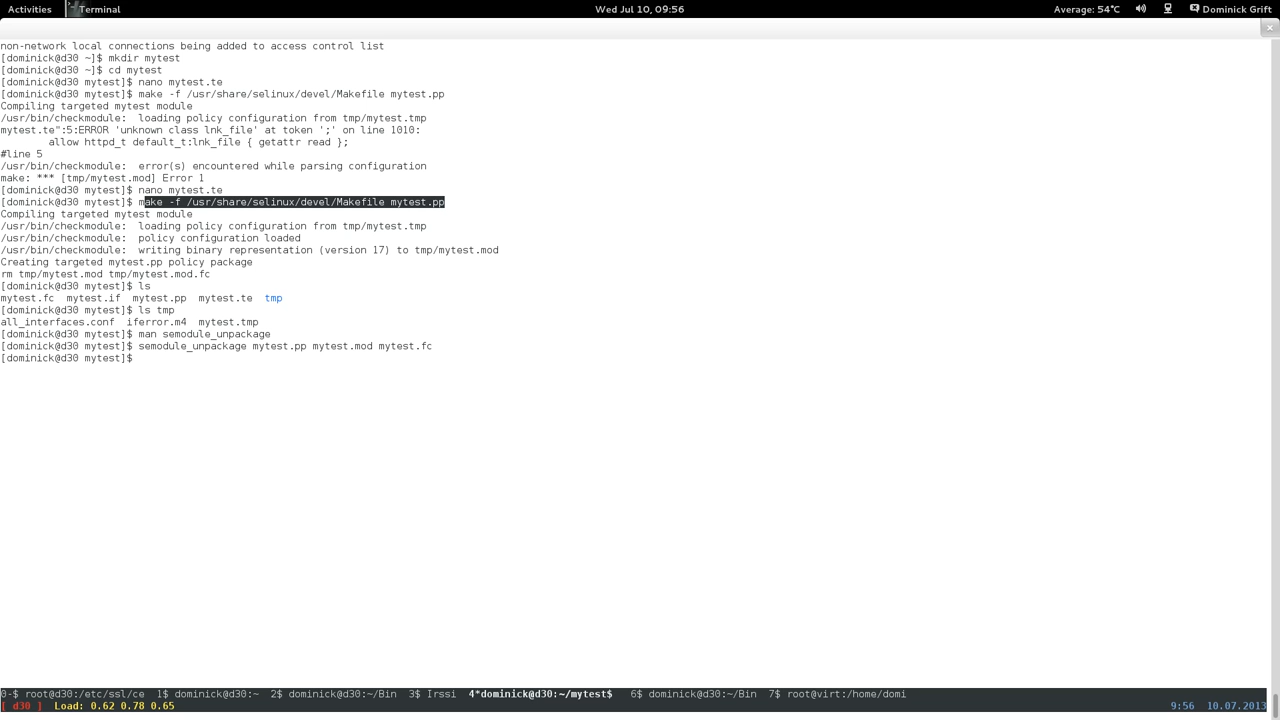 Activities Terminal Wed Jul 10, 09:56 Average: 54°C Dominick Grift
non-network local connections being added to access control list
[dominick@d30 ~]$ mkdir mytest
[dominick@d30 ~]$ cd mytest
[dominick@d30 mytest]$ nano mytest.te
[dominick@d30 mytest]$ make -f /usr/share/selinux/devel/Makefile mytest.pp
Compiling targeted mytest module
/usr/bin/checkmodule:  loading policy configuration from tmp/mytest.tmp
mytest.te":5:ERROR 'unknown class lnk_file' at token ';' on line 1010:
        allow httpd_t default_t:lnk_file { getattr read };
#line 5
/usr/bin/checkmodule:  error(s) encountered while parsing configuration
make: *** [tmp/mytest.mod] Error 1
[dominick@d30 mytest]$ nano mytest.te
[dominick@d30 mytest]$ make -f /usr/share/selinux/devel/Makefile mytest.pp
Compiling targeted mytest module
/usr/bin/checkmodule:  loading policy configuration from tmp/mytest.tmp
/usr/bin/checkmodule:  policy configuration loaded
/usr/bin/checkmodule:  writing binary representation (version 17) to tmp/mytest.mod
Creating targeted mytest.pp policy package
rm tmp/mytest.mod tmp/mytest.mod.fc
[dominick@d30 mytest]$ ls
mytest.fc  mytest.if  mytest.pp  mytest.te  tmp
[dominick@d30 mytest]$ ls tmp
all_interfaces.conf  iferror.m4  mytest.tmp
[dominick@d30 mytest]$ man semodule_unpackage
[dominick@d30 mytest]$ semodule_unpackage mytest.pp mytest.mod mytest.fc
[dominick@d30 mytest]$
0-$ root@d30:/etc/ssl/ce  1$ dominick@d30:~  2$ dominick@d30:~/Bin  3$ Irssi  4*dominick@d30:~/mytest$   6$ dominick@d30:~/Bin  7$ root@virt:/home/domi
[ d30 ]  Load: 0.62 0.78 0.65 9:56  10.07.2013